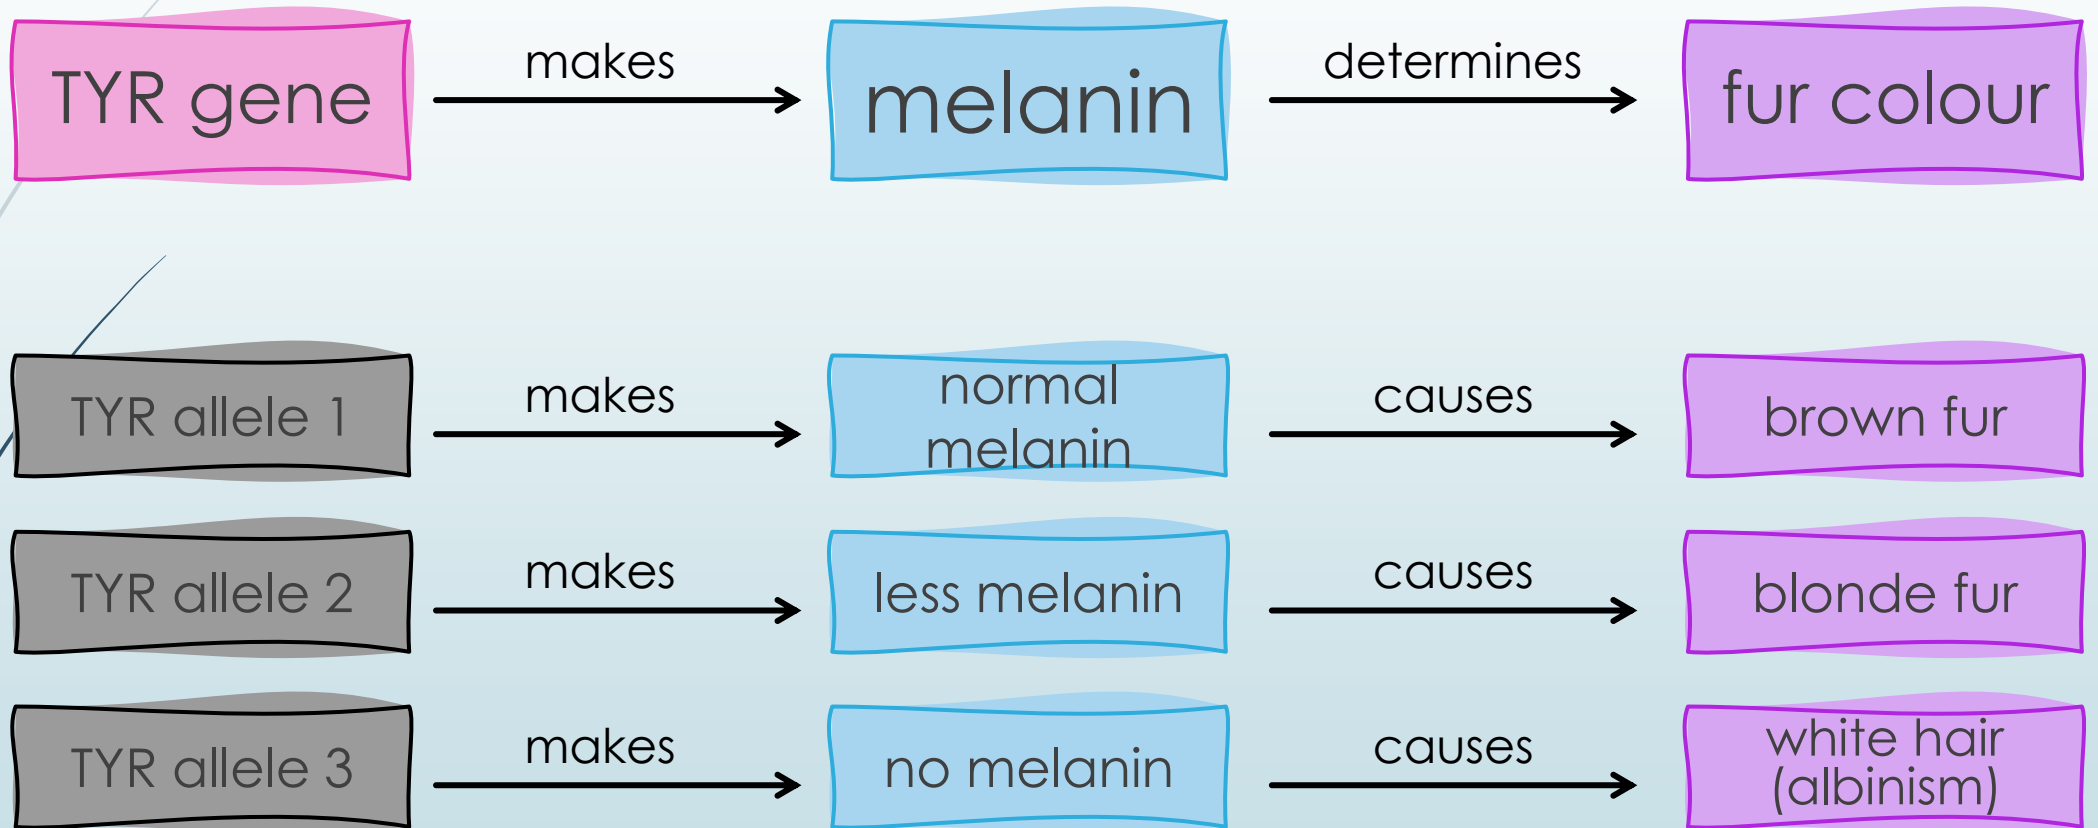 TYR gene makes melanin determines fur colour
TYR allele 1 makes normal
melanin causes brown fur
TYR allele 2 makes less melanin causes blonde fur
TYR allele 3 makes no melanin causes white hair
(albinism)